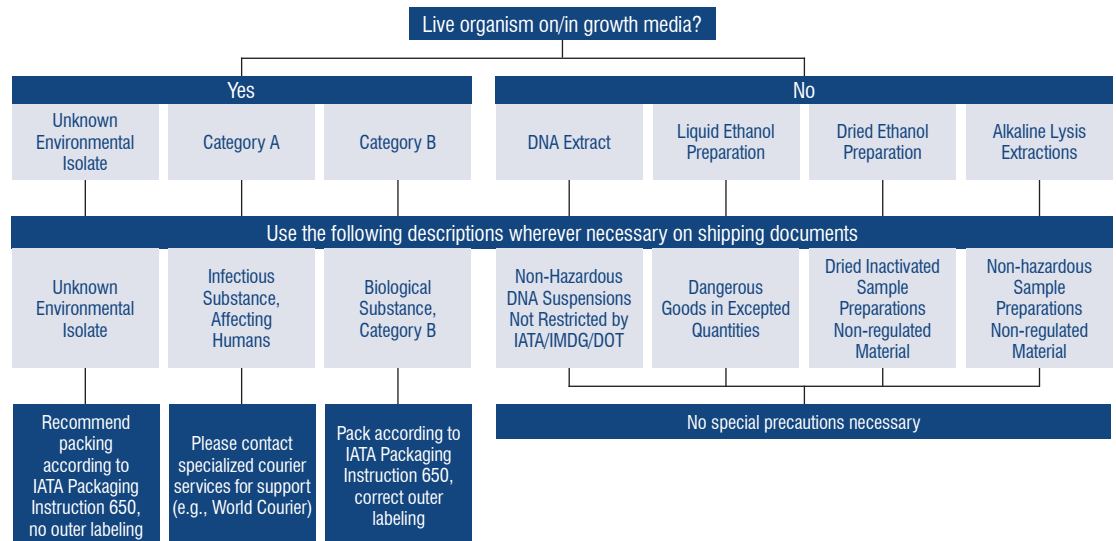 Live organism on/in growth media?
Yes
No
Unknown
Environmental
Isolate
Category A
Category B
DNA Extract
Liquid Ethanol
Preparation
Dried Ethanol
Preparation
Alkaline Lysis
Extractions
Use the following descriptions wherever necessary on shipping documents
Unknown
Environmental
Isolate
Infectious
Substance,
Affecting
Humans
Biological
Substance,
Category B
Non-Hazardous
DNA Suspensions
Not Restricted by
IATA/IMDG/DOT
Dangerous
Goods in Excepted
Quantities
Dried Inactivated
Sample
Preparations
Non-regulated
Material
Non-hazardous
Sample
Preparations
Non-regulated
Material
Recommend
packing
according to
IATA Packaging
Instruction 650,
no outer labeling
Please contact
specialized courier
services for support
(e.g., World Courier)
Pack according to
IATA Packaging
Instruction 650,
correct outer
labeling
No special precautions necessary